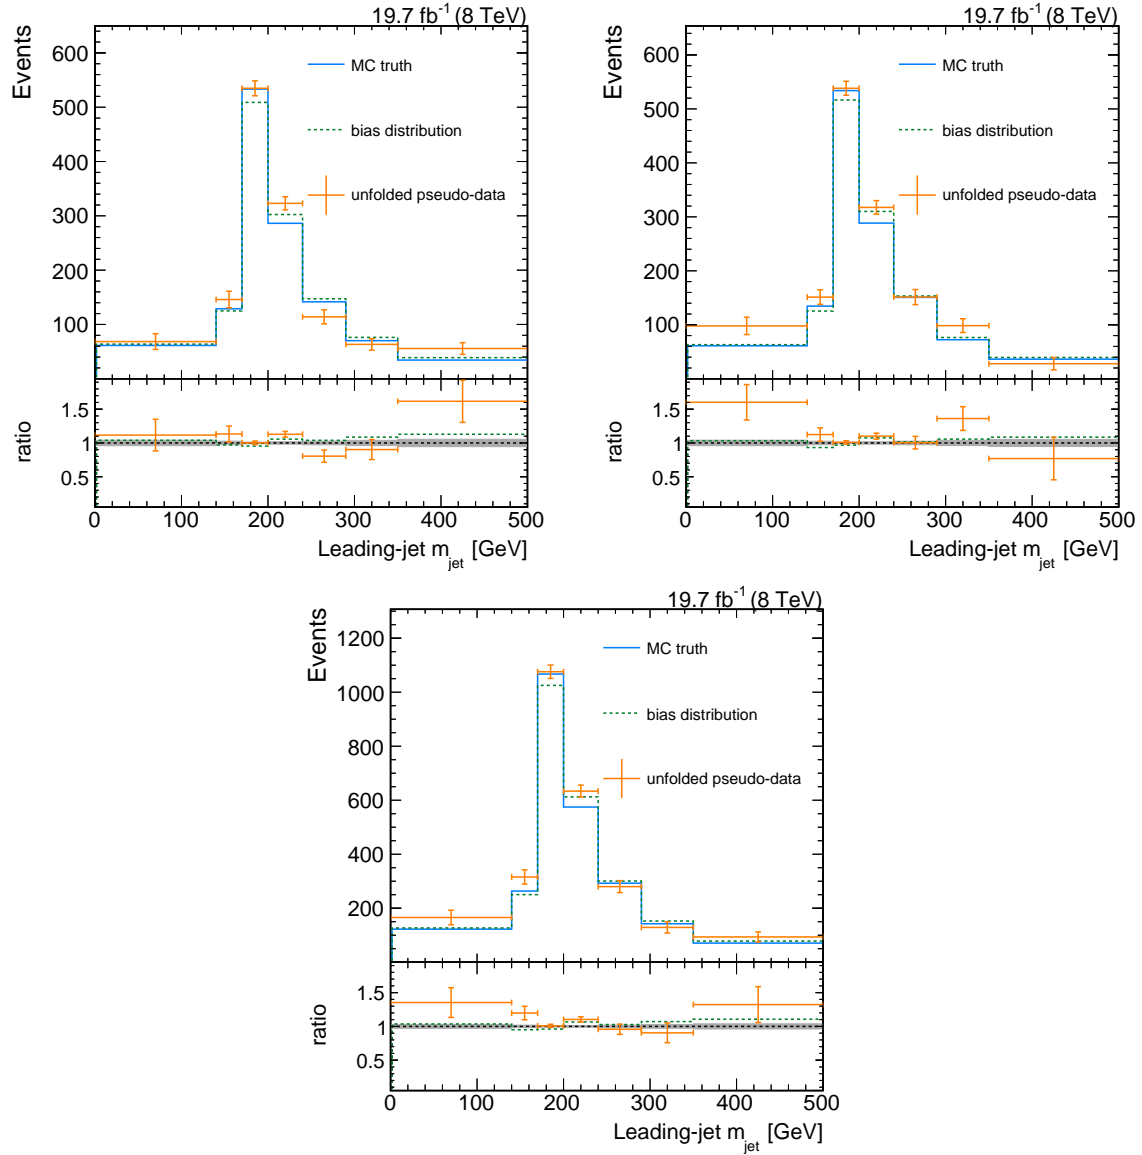 19.7 fb⁻¹ (8 TeV)
Events
600
500
400
300
200
100
MC truth
bias distribution
unfolded pseudo-data
ratio
1.5
1
0.5
0 100 200 300 400 500
Leading-jet m_jet [GeV]
19.7 fb⁻¹ (8 TeV)
Events
600
500
400
300
200
100
MC truth
bias distribution
unfolded pseudo-data
ratio
1.5
1
0.5
0 100 200 300 400 500
Leading-jet m_jet [GeV]
19.7 fb⁻¹ (8 TeV)
Events
1200
1000
800
600
400
200
MC truth
bias distribution
unfolded pseudo-data
ratio
1.5
1
0.5
0 100 200 300 400 500
Leading-jet m_jet [GeV]